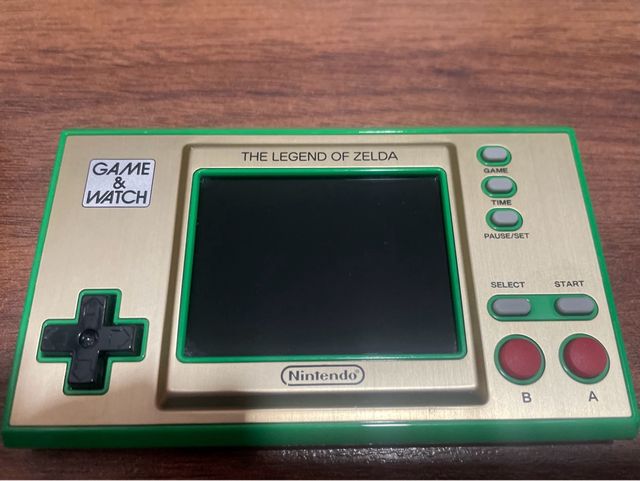 GAME
&
WATCH
THE LEGEND OF ZELDA
GAME
TIME
PAUSE/SET
SELECT
START
B
A
Nintendo